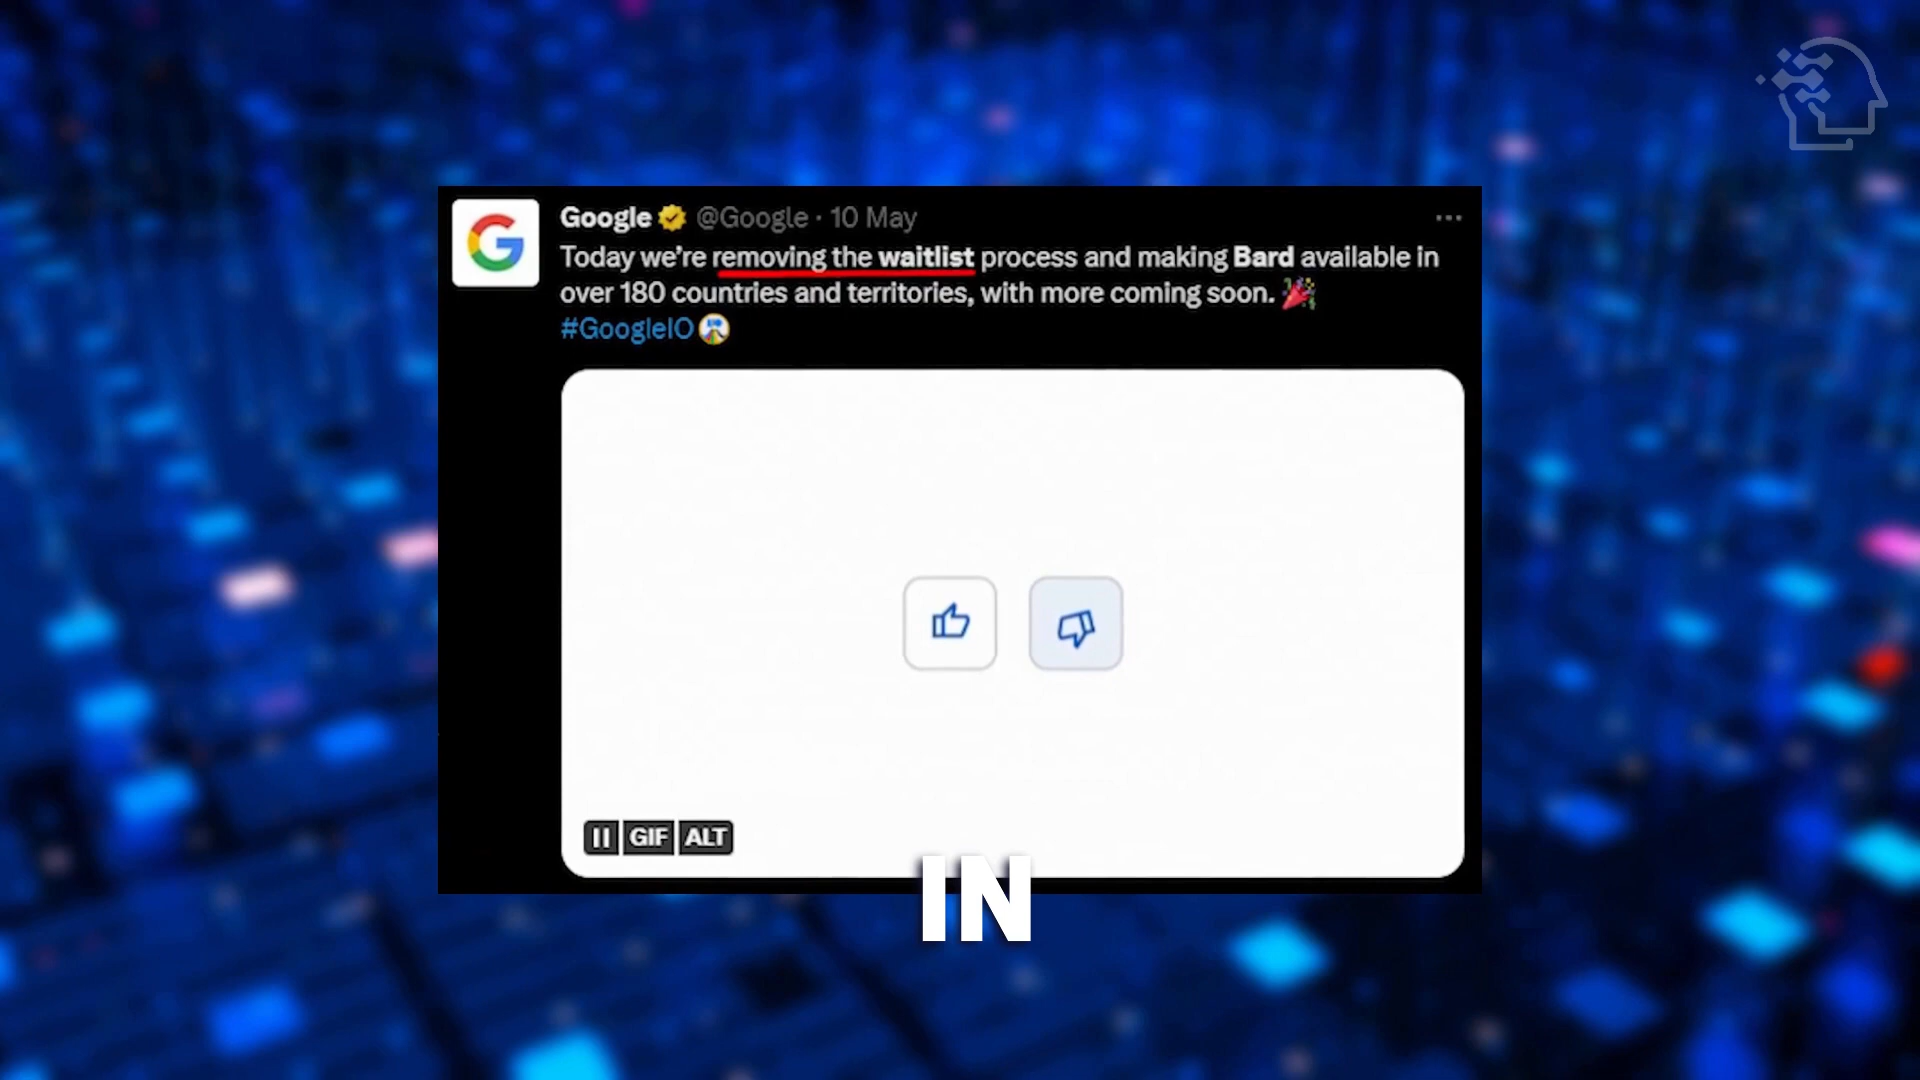 Google @Google · 10 May
Today we’re removing the waitlist process and making Bard available in
over 180 countries and territories, with more coming soon. 🎉
#GoogleIO
GIF ALT
IN